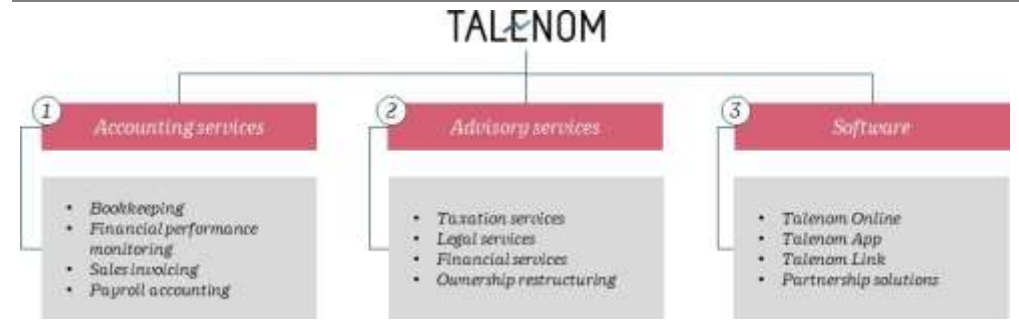 TALENOM
1
Accounting services
• Bookkeeping
• Financial performance
monitoring
• Sales invoicing
• Payroll accounting
2
Advisory services
• Taxation services
• Legal services
• Financial services
• Ownership restructuring
3
Software
• Talenom Online
• Talenom App
• Talenom Link
• Partnership solutions